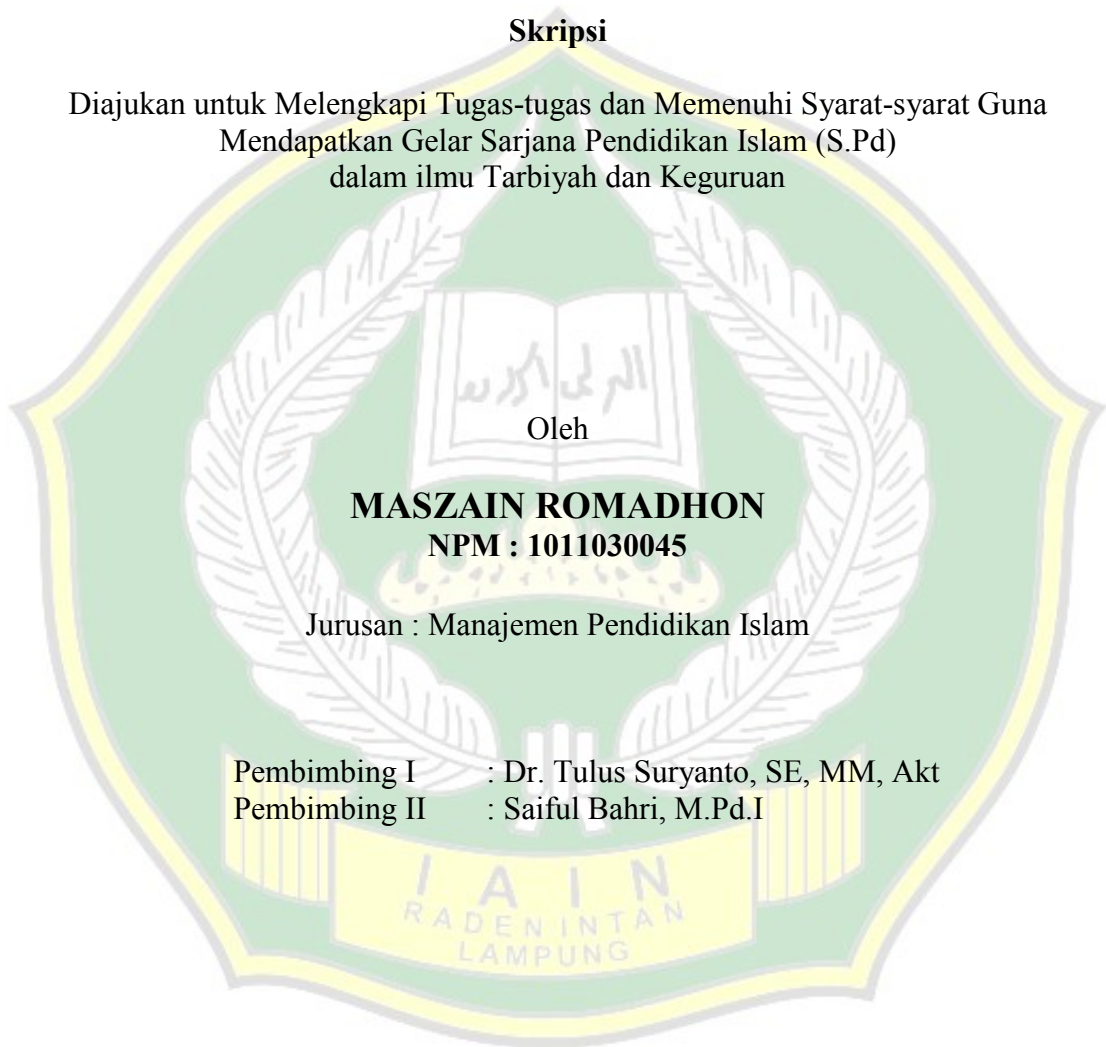 Skripsi
Diajukan untuk Melengkapi Tugas-tugas dan Memenuhi Syarat-syarat Guna
Mendapatkan Gelar Sarjana Pendidikan Islam (S.Pd)
dalam ilmu Tarbiyah dan Keguruan
Oleh
MASZAIN ROMADHON
NPM : 1011030045
Jurusan : Manajemen Pendidikan Islam
Pembimbing I : Dr. Tulus Suryanto, SE, MM, Akt
Pembimbing II : Saiful Bahri, M.Pd.I
I A I N
RADEN INTAN
LAMPUNG